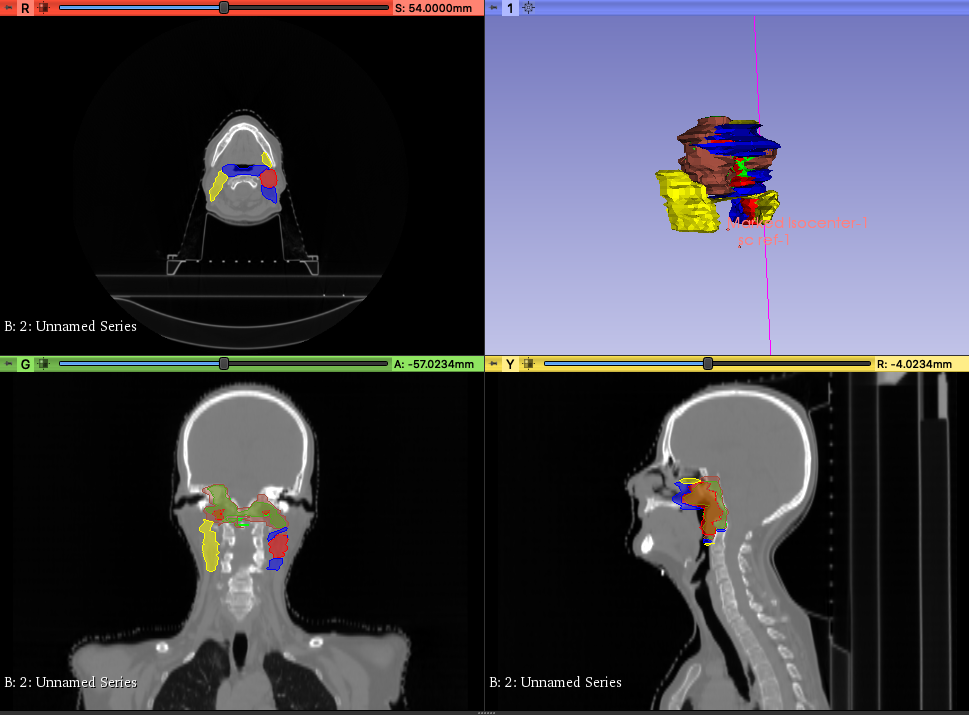 R
S: 54.0000mm
1
B: 2: Unnamed Series
G
A: -57.0234mm
Y
R: -4.0234mm
B: 2: Unnamed Series
B: 2: Unnamed Series